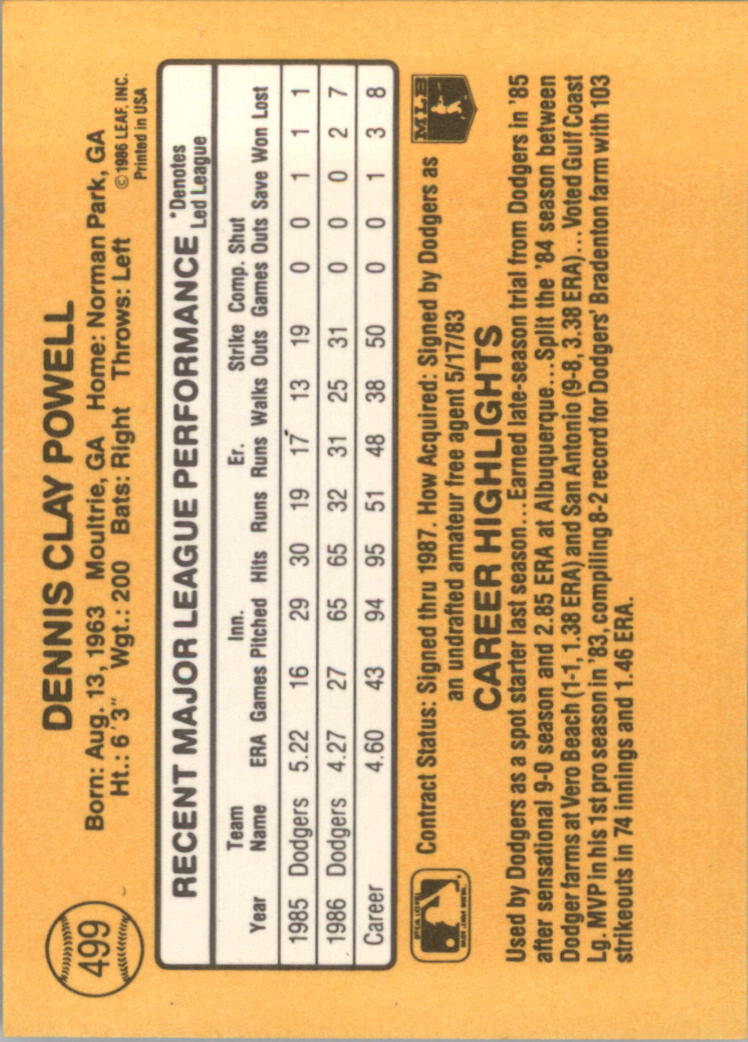 499
DENNIS CLAY POWELL
Born: Aug. 13, 1963 Moultrie, GA Home: Norman Park, GA
Ht.: 6'3" Wgt.: 200 Bats: Right Throws: Left
©1986 LEAF, INC.
Printed in USA
RECENT MAJOR LEAGUE PERFORMANCE
*Denotes
Led League
Team Inn. Er. Strike Comp. Shut
Year Name ERA Games Pitched Hits Runs Runs Walks Outs Games Outs Save Won Lost
1985 Dodgers 5.22 16 29 30 19 17 13 19 0 0 1 1 1
1986 Dodgers 4.27 27 65 65 32 31 25 31 0 0 0 2 7
Career 4.60 43 94 95 51 48 38 50 0 0 1 3 8
Contract Status: Signed thru 1987. How Acquired: Signed by Dodgers as
an undrafted amateur free agent 5/17/83
MLB
CAREER HIGHLIGHTS
Used by Dodgers as a spot starter last season...Earned late-season trial from Dodgers in '85
after sensational 9-0 season and 2.85 ERA at Albuquerque...Split the '84 season between
Dodger farms at Vero Beach (1-1, 1.38 ERA) and San Antonio (9-8, 3.38 ERA)...Voted Gulf Coast
Lg. MVP in his 1st pro season in '83, compiling 8-2 record for Dodgers' Bradenton farm with 103
strikeouts in 74 innings and 1.46 ERA.